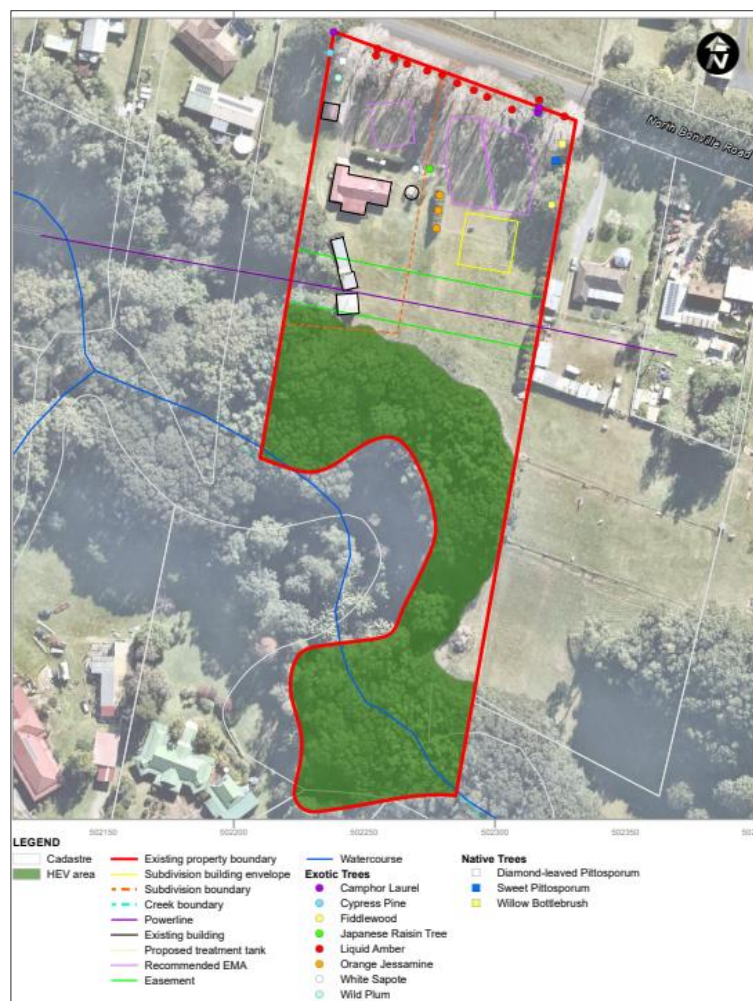 N
North Bonville Road
502150
502200
502250
502300
502350
LEGEND
Cadastre
HEV area
Existing property boundary
Subdivision building envelope
Subdivision boundary
Creek boundary
Powerline
Existing building
Proposed treatment tank
Recommended EMA
Easement
Watercourse
Exotic Trees
Camphor Laurel
Cypress Pine
Fiddlewood
Japanese Raisin Tree
Liquid Amber
Orange Jessamine
White Sapote
Wild Plum
Native Trees
Diamond-leaved Pittosporum
Sweet Pittosporum
Willow Bottlebrush